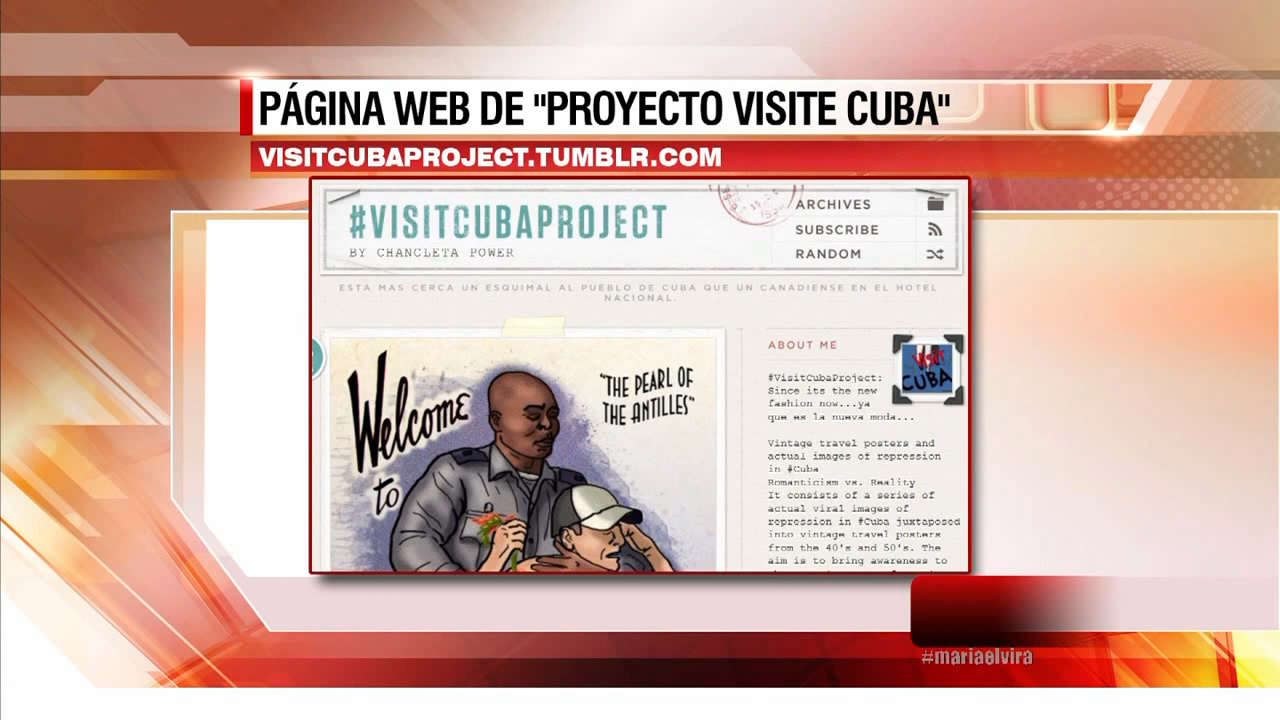 PÁGINA WEB DE "PROYECTO VISITE CUBA"
VISITCUBAPROJECT.TUMBLR.COM
#VISITCUBAPROJECT
BY CHANCLETA POWER
ARCHIVES
SUBSCRIBE
RANDOM
ESTA MAS CERCA UN ESQUIMAL AL PUEBLO DE CUBA QUE UN CANADIENSE EN EL HOTEL
NACIONAL.
Welcome
to
"THE PEARL OF
THE ANTILLES"
ABOUT ME
VISIT
CUBA
#VisitCubaProject:
Since its the new
fashion now...ya
que es la nueva moda...
Vintage travel posters and
actual images of repression
in #Cuba
Romanticism vs. Reality
It consists of a series of
actual viral images of
repression in #Cuba juxtaposed
into vintage travel posters
from the 40's and 50's. The
aim is to bring awareness to
#mariaelvira